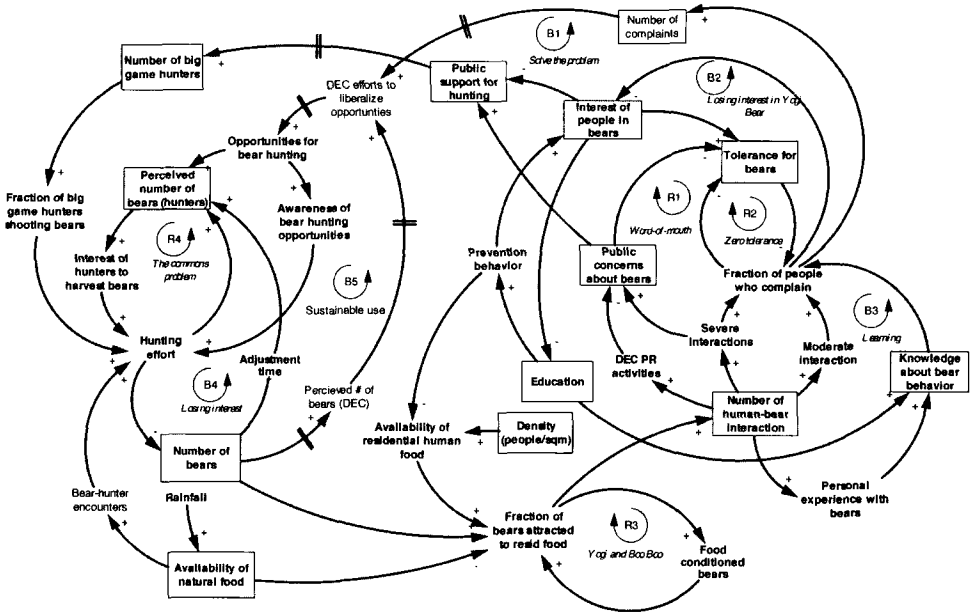 Number of big
game hunters
+
B1
Solve the problem
Number of
complaints
+
DEC efforts to
liberalize
opportunties
+
+
Public
support for
hunting
-
+
B2
Losing interest in Yogi
Bear
-
Interest of
people in
bears
+
+
Opportunities for
bear hunting
+
+
Tolerance for
bears
+
-
-
-
Perceived
number of
bears (hunters)
+
+
+
Fraction of big
game hunters
shooting bears
+
Awareness of
bear hunting
opportunities
+
R4
The commons
problem
Interest of
hunters to
harvest bears
+
B5
Sustainable use
R1
Word-of-mouth
R2
Zero tolerance
Prevention
behavior
+
Public
concerns
about bears
-
+
Fraction of people
who complain
+
+
-
B3
Learning
Hunting
effort
+
+
+
+
Adjustment
time
B4
Losing interest
Percieved # of
bears (DEC)
+
Severe
interactions
+
Moderate
interaction
+
DEC PR
activities
+
Knowledge
about bear
behavior
+
+
Education
-
-
Number of
bears
-
Availability of
residential human
food
-
+
Density
(people/sqm)
Number of
human-bear
interaction
+
Personal
experience with
bears
+
Bear-hunter
encounters
+
Rainfall
+
Availability of
natural food
Fraction of
bears attracted
to resid food
+
+
-
+
R3
Yogi and Boo Boo
Food
conditioned
bears
+